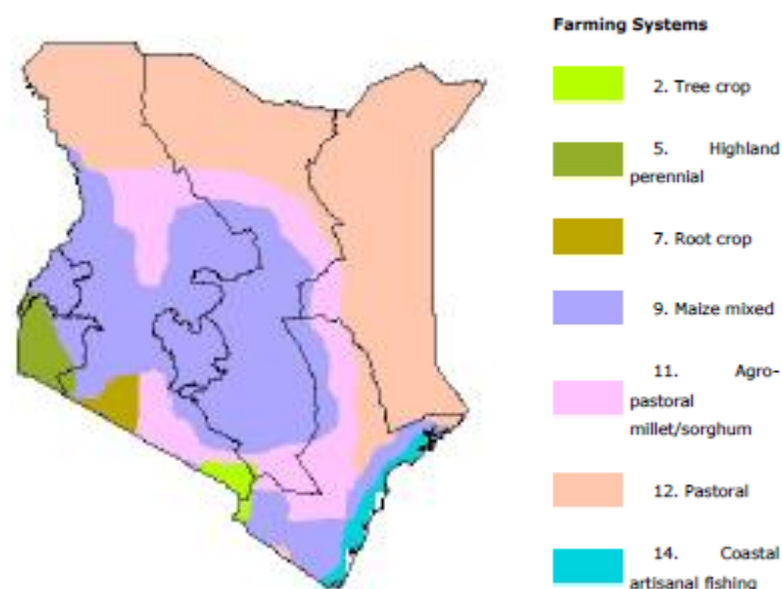 Farming Systems
2. Tree crop
5. Highland
perennial
7. Root crop
9. Maize mixed
11. Agro-
pastoral
millet/sorghum
12. Pastoral
14. Coastal
artisanal fishing